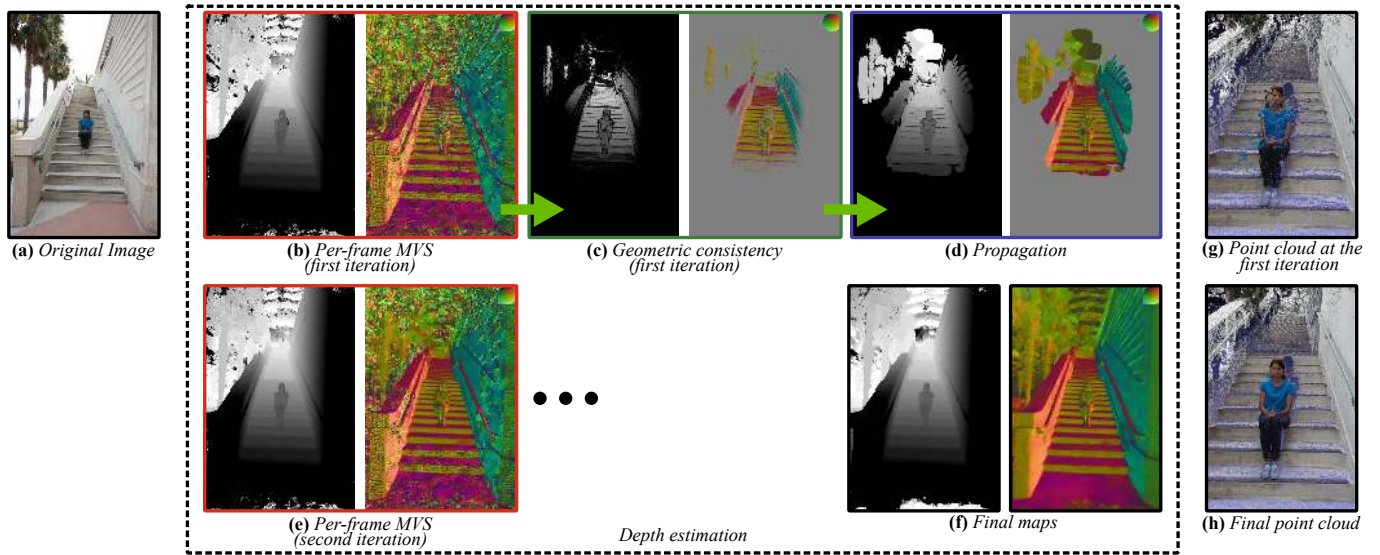 (a) Original Image
(b) Per-frame MVS
(first iteration)
(c) Geometric consistency
(first iteration)
(d) Propagation
(g) Point cloud at the
first iteration
(e) Per-frame MVS
(second iteration)
Depth estimation
(f) Final maps
(h) Final point cloud